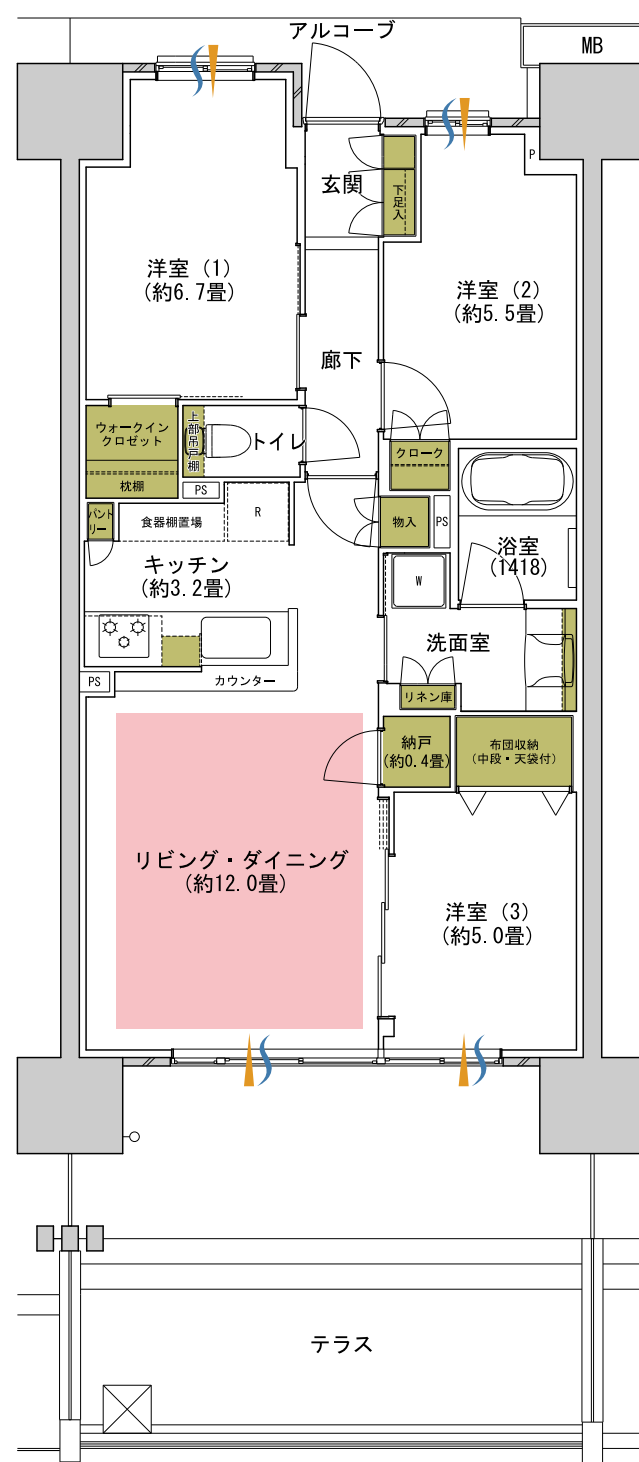 アルコーブ
MB
玄関
下足入
P
洋室（1）
(約6.7畳)
洋室（2）
(約5.5畳)
廊下
ウォークイン
クロゼット
枕棚
上部吊戸棚
トイレ
クローク
PS
パント
リー
食器棚置場
R
物入
PS
浴室
(1418)
キッチン
(約3.2畳)
W
洗面室
PS
カウンター
リネン庫
納戸
(約0.4畳)
布団収納
(中段・天袋付)
リビング・ダイニング
(約12.0畳)
洋室（3）
(約5.0畳)
テラス